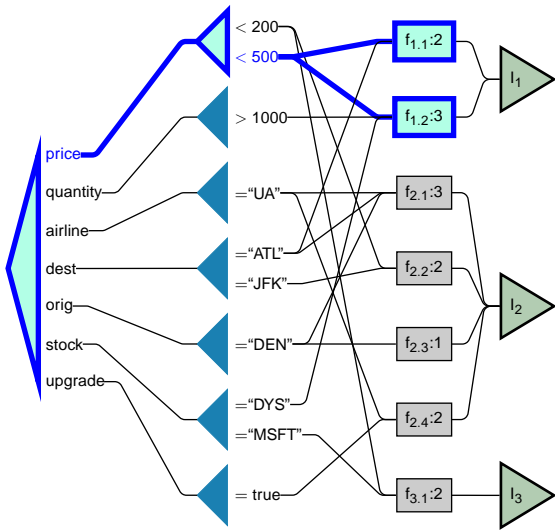 price
quantity
airline
dest
orig
stock
upgrade
< 200
< 500
> 1000
=“UA”
=“ATL”
=“JFK”
=“DEN”
=“DYS”
=“MSFT”
= true
f1.1:2
f1.2:3
f2.1:3
f2.2:2
f2.3:1
f2.4:2
f3.1:2
I1
I2
I3